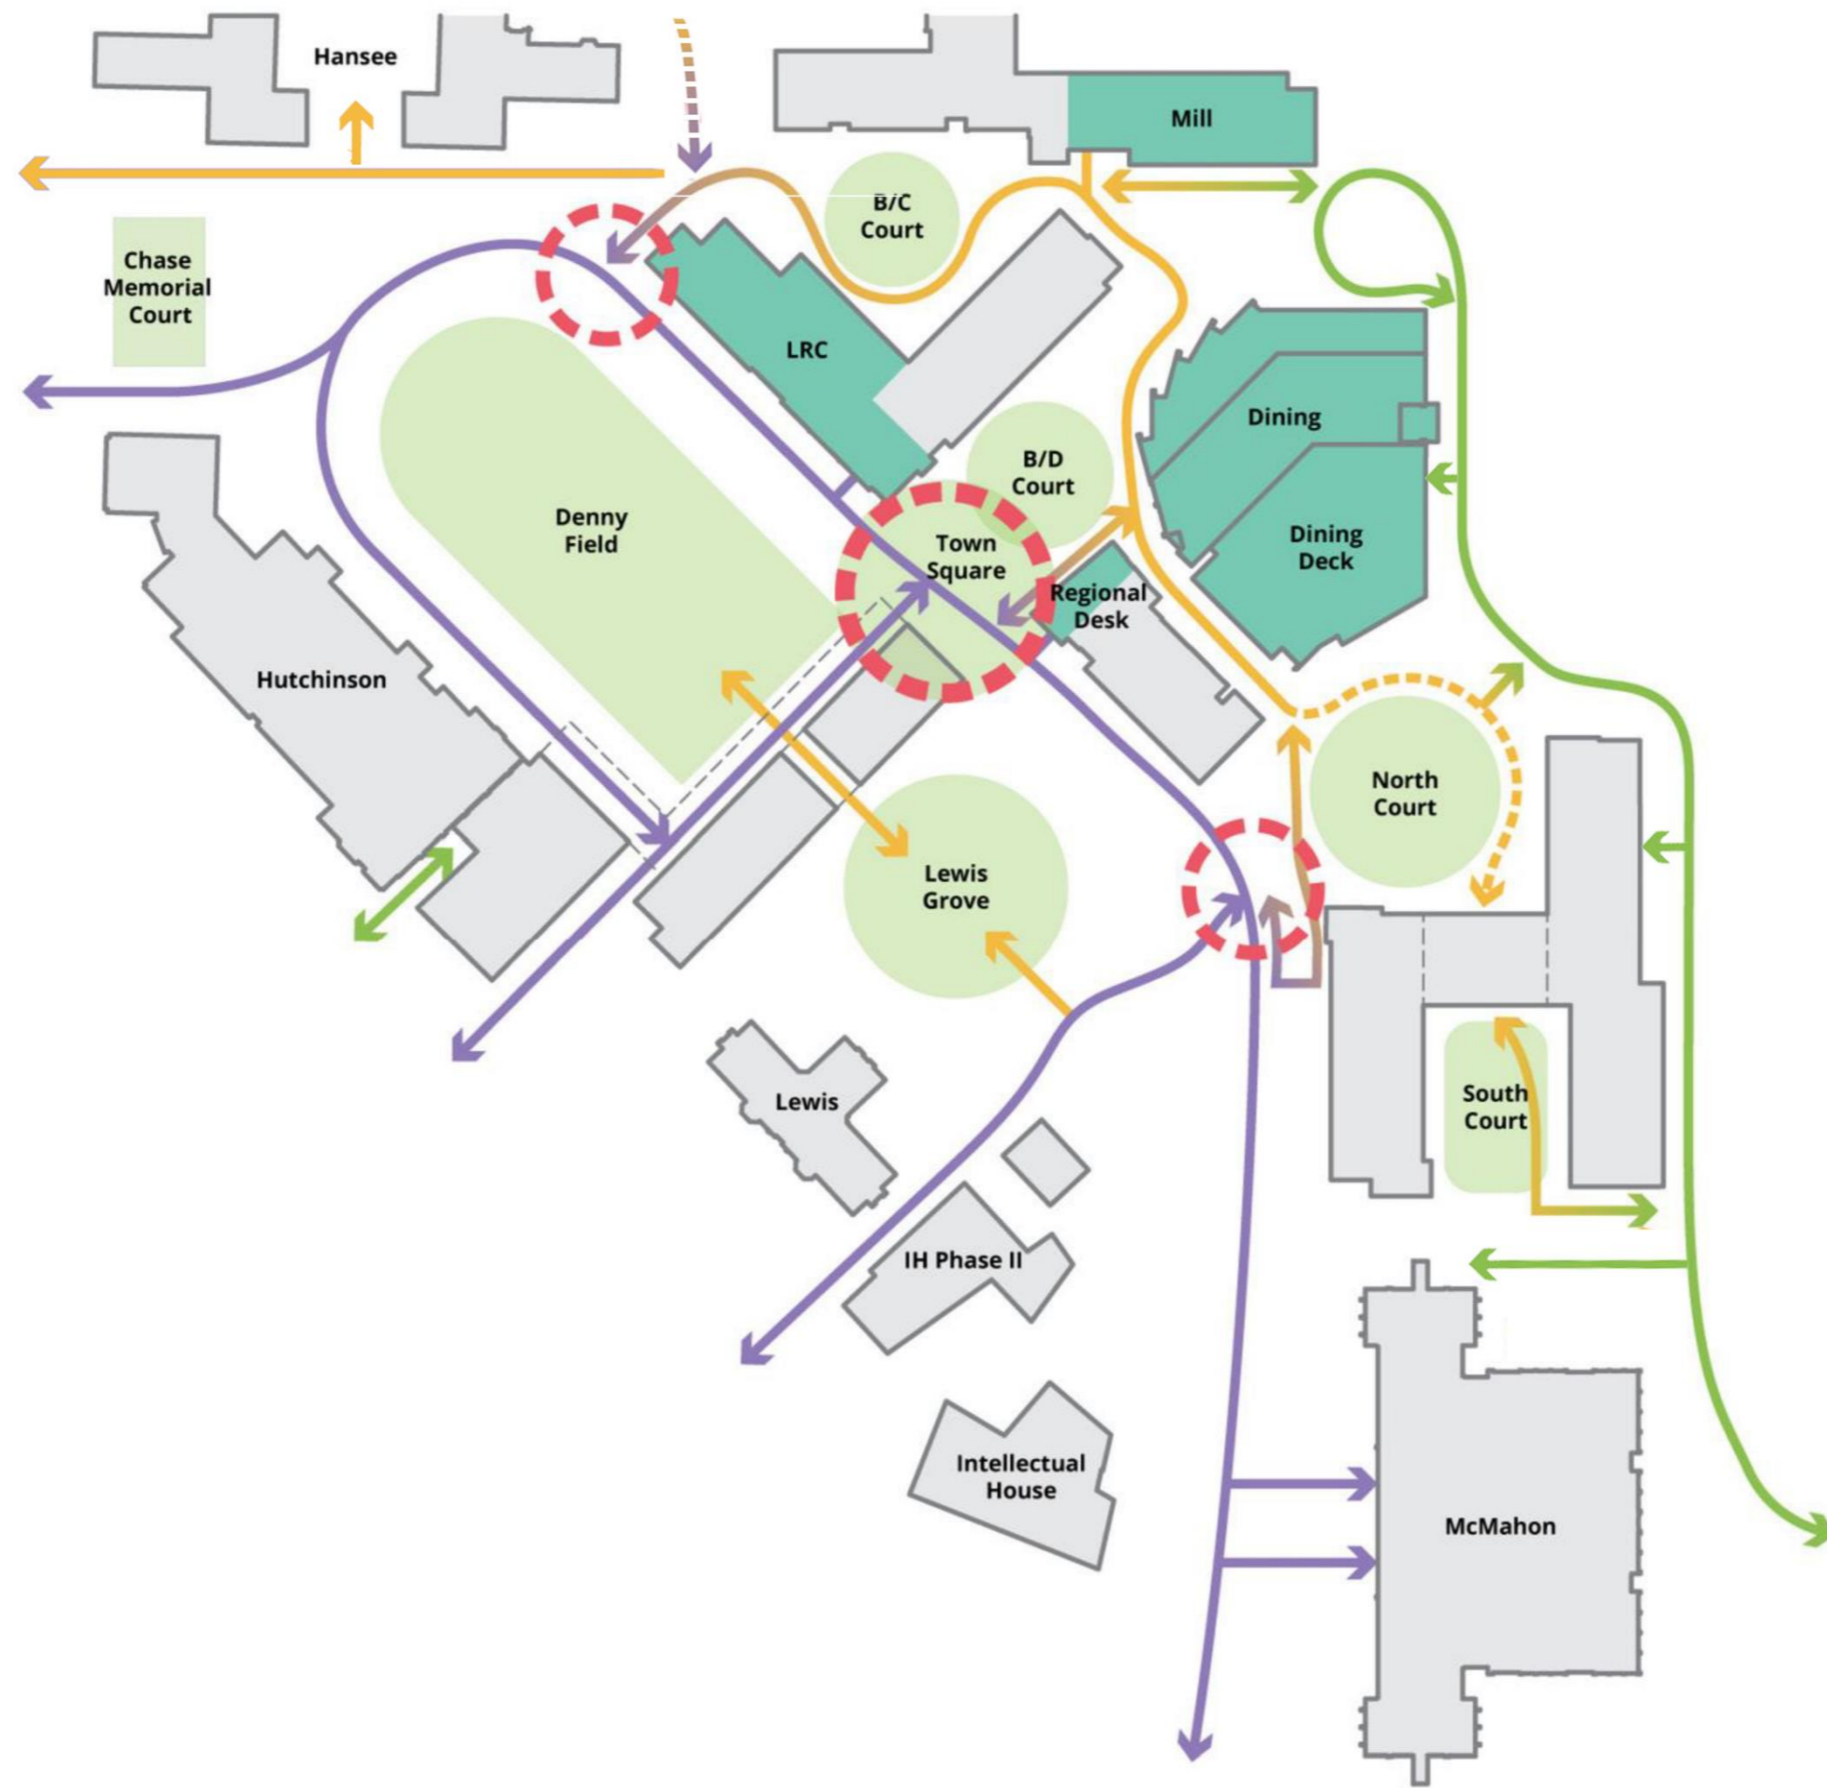 Hansee
Mill
B/C
Court
Chase
Memorial
Court
LRC
Dining
B/D
Court
Denny
Field
Town
Square
Dining
Deck
Regional
Desk
Hutchinson
North
Court
Lewis
Grove
Lewis
South
Court
IH Phase II
Intellectual
House
McMahon